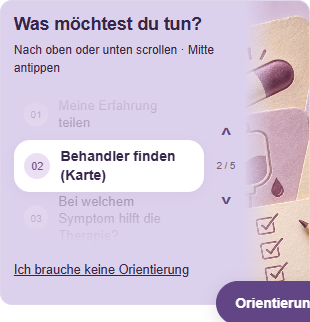 Was möchtest du tun?
Nach oben oder unten scrollen · Mitte
antippen
01
Meine Erfahrung
teilen
^
02
Behandler finden
(Karte)
2 / 5
03
Bei welchem
Symptom hilft die
Therapie?
Ich brauche keine Orientierung
Orientierun